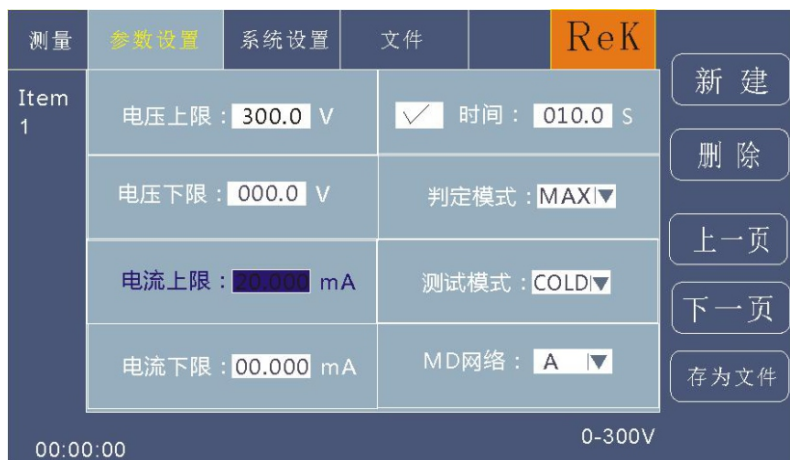 测量 参数设置 系统设置 文件 ReK
Item
1
电压上限：300.0 V
时间：010.0 S
电压下限：000.0 V
判定模式：MAX
电流上限：20.000 mA
测试模式：COLD
电流下限：00.000 mA
MD网络：A
新 建
删 除
上一页
下一页
存为文件
00:00:00
0-300V